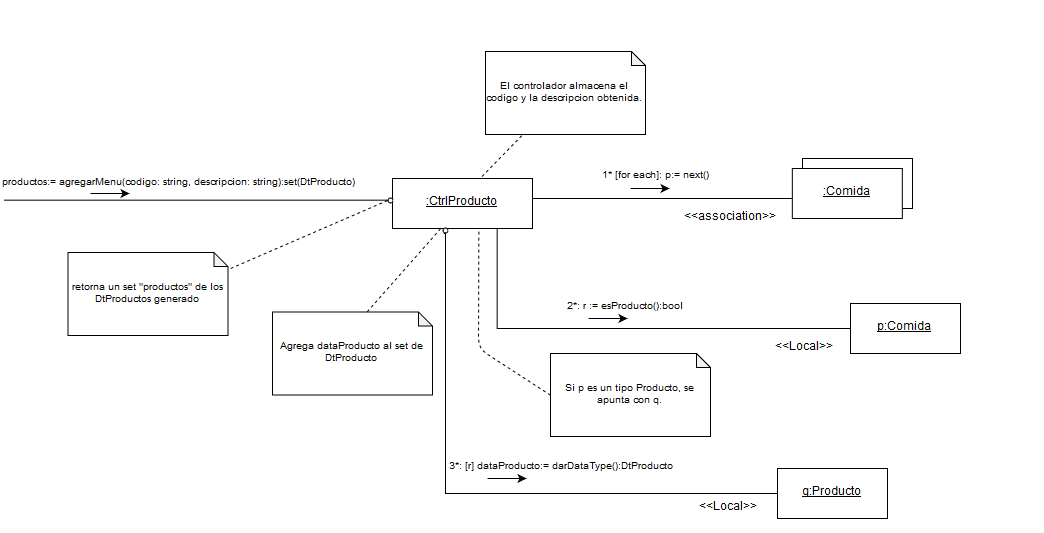 El controlador almacena el
codigo y la descripcion obtenida.
productos:= agregarMenu(codigo: string, descripcion: string):set(DtProducto)
1* [for each]: p:= next()
:CtrlProducto
:Comida
<<association>>
retorna un set "productos" de los
DtProductos generado
2*: r := esProducto():bool
p:Comida
<<Local>>
Agrega dataProducto al set de
DtProducto
Si p es un tipo Producto, se
apunta con q.
3*: [r] dataProducto:= darDataType():DtProducto
q:Producto
<<Local>>